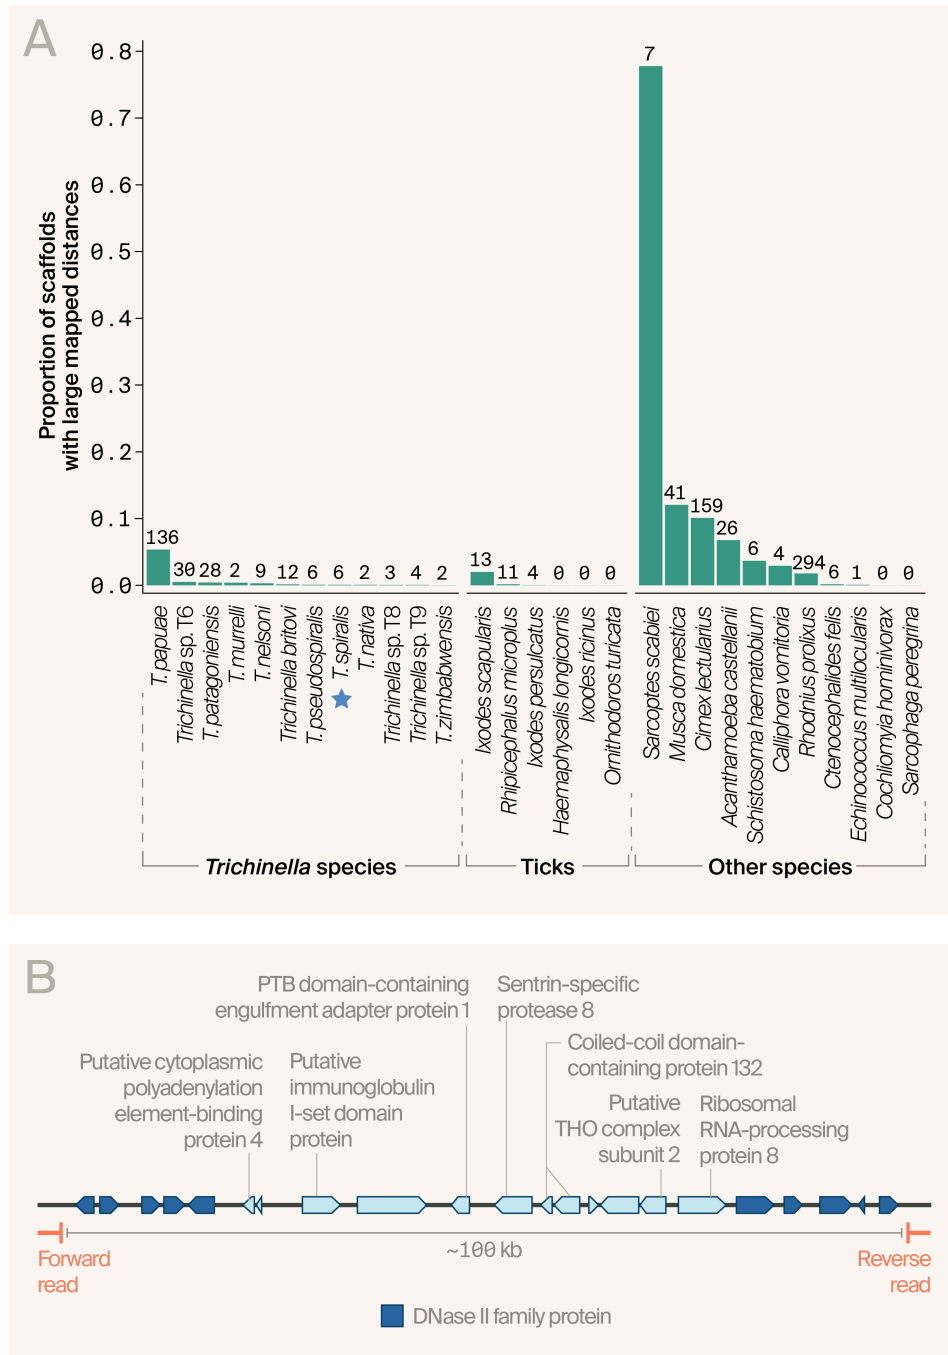 A
0.8
0.7
0.6
0.5
0.4
0.3
0.2
0.1
0.0
Proportion of scaffolds
with large mapped distances
136
30
28
2
9
12
6
6
2
3
4
2
13
11
4
0
0
0
7
41
159
26
6
4
294
6
1
0
0
T. papuae
Trichinella sp. T6
T. patagoniensis
T. murrelli
T. nelsoni
Trichinella britovi
T. pseudospiralis
T. spiralis
T. nativa
Trichinella sp. T8
Trichinella sp. T9
T. zimbabwensis
Ixodes scapularis
Rhipicephalus microplus
Ixodes persulcatus
Haemaphysalis longicornis
Ixodes ricinus
Ornithodoros turicata
Sarcoptes scabiei
Musca domestica
Cimex lectularius
Acanthamoeba castellanii
Schistosoma haematobium
Calliphora vomitoria
Rhodnius prolixus
Ctenocephalides felis
Echinococcus multilocularis
Cochliomyia hominivorax
Sarcophaga peregrina
Trichinella species
Ticks
Other species
B
PTB domain-containing
engulfment adapter protein 1
Sentrin-specific
protease 8
Coiled-coil domain-
containing protein 132
Putative cytoplasmic
polyadenylation
element-binding
protein 4
Putative
immunoglobulin
I-set domain
protein
Putative
THO complex
subunit 2
Ribosomal
RNA-processing
protein 8
Forward
read
~100 kb
Reverse
read
DNase II family protein